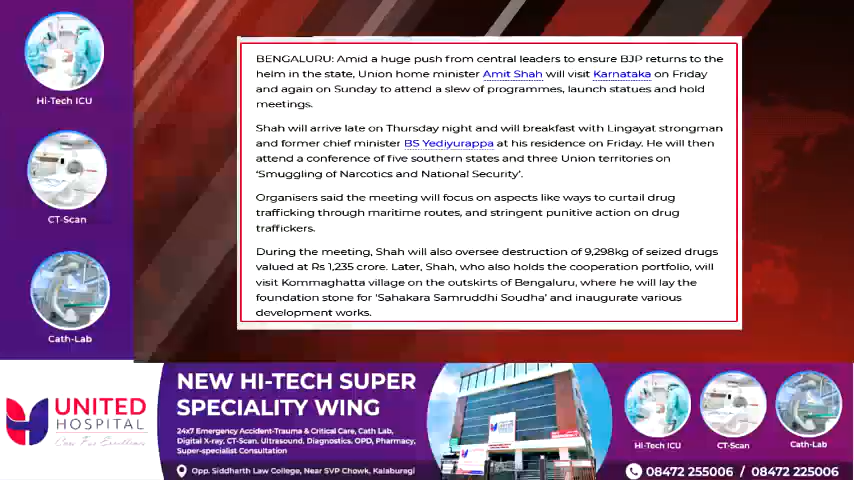 Hi-Tech ICU
CT-Scan
Cath-Lab
BENGALURU: Amid a huge push from central leaders to ensure BJP returns to the
helm in the state, Union home minister Amit Shah will visit Karnataka on Friday
and again on Sunday to attend a slew of programmes, launch statues and hold
meetings.
Shah will arrive late on Thursday night and will breakfast with Lingayat strongman
and former chief minister BS Yediyurappa at his residence on Friday. He will then
attend a conference of five southern states and three Union territories on
‘Smuggling of Narcotics and National Security’.
Organisers said the meeting will focus on aspects like ways to curtail drug
trafficking through maritime routes, and stringent punitive action on drug
traffickers.
During the meeting, Shah will also oversee destruction of 9,298kg of seized drugs
valued at Rs 1,235 crore. Later, Shah, who also holds the cooperation portfolio, will
visit Kommaghatta village on the outskirts of Bengaluru, where he will lay the
foundation stone for ‘Sahakara Samruddhi Soudha’ and inaugurate various
development works.
UNITED
HOSPITAL
Care For Excellence
NEW HI-TECH SUPER
SPECIALITY WING
24x7 Emergency Accident-Trauma & Critical Care, Cath Lab,
Digital X-ray, CT-Scan, Ultrasound, Diagnostics, OPD, Pharmacy,
Super-specialist Consultation
Opp. Siddharth Law College, Near SVP Chowk, Kalaburagi
Hi-Tech ICU
CT-Scan
Cath-Lab
08472 255006 / 08472 225006